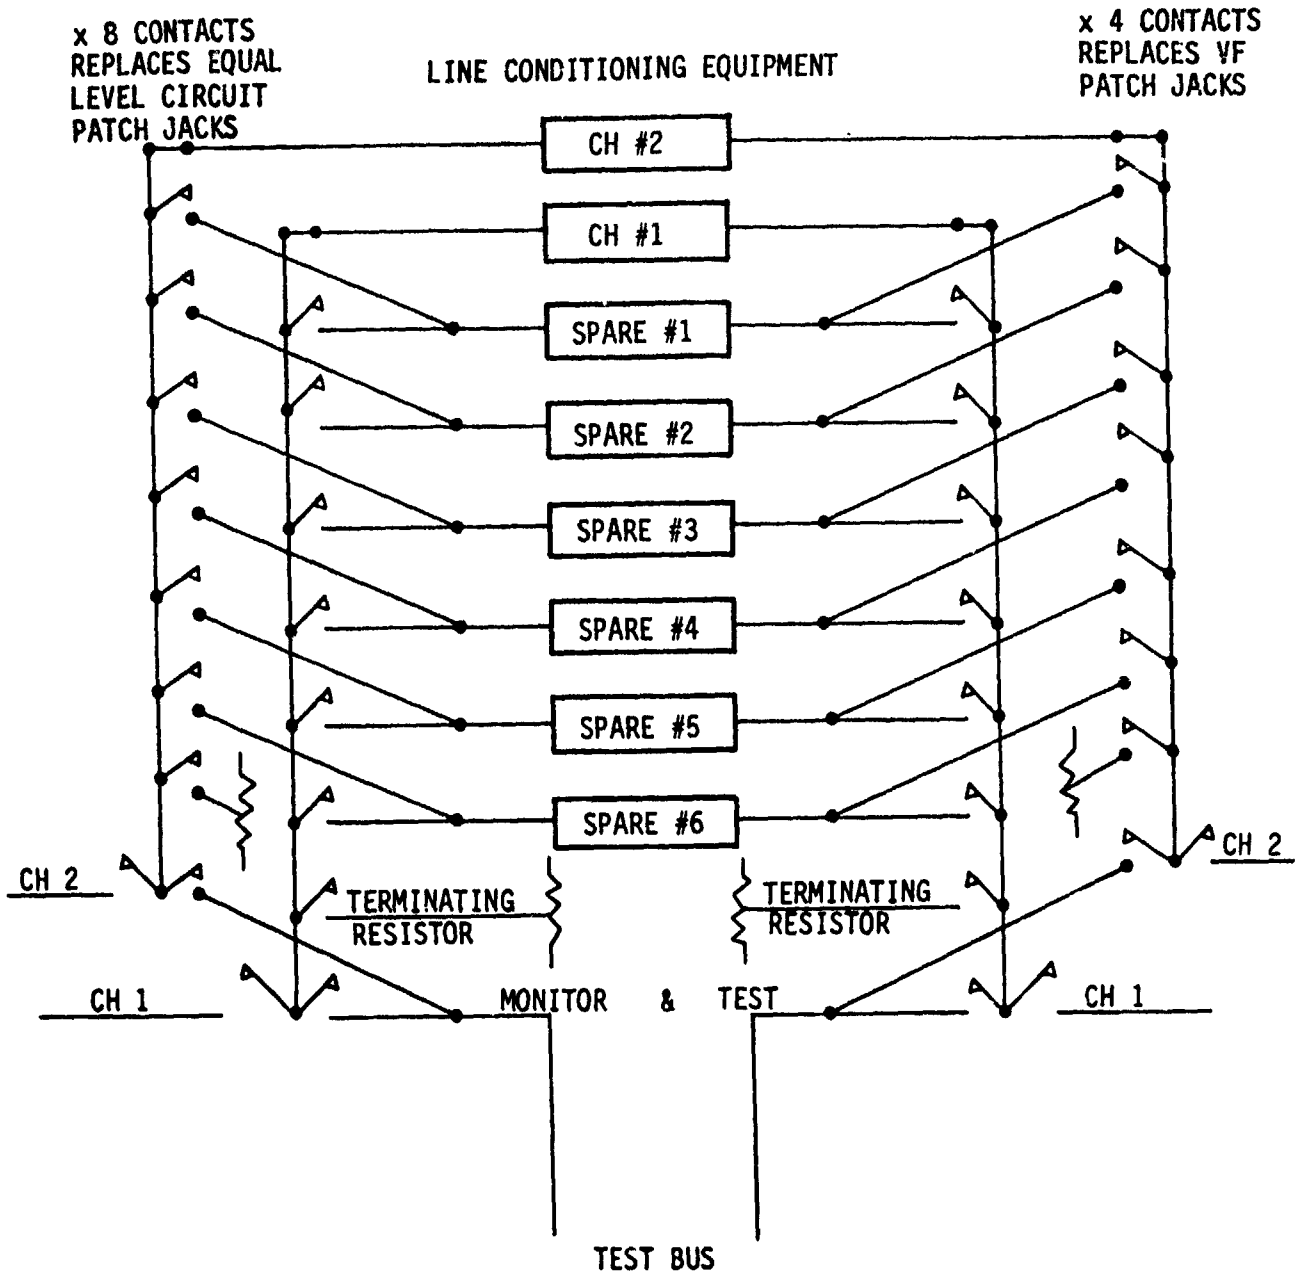 x 8 CONTACTS
REPLACES EQUAL
LEVEL CIRCUIT
PATCH JACKS
LINE CONDITIONING EQUIPMENT
x 4 CONTACTS
REPLACES VF
PATCH JACKS
CH #2
CH #1
SPARE #1
SPARE #2
SPARE #3
SPARE #4
SPARE #5
SPARE #6
CH 2
CH 2
TERMINATING
RESISTOR
TERMINATING
RESISTOR
CH 1
MONITOR & TEST
CH 1
TEST BUS